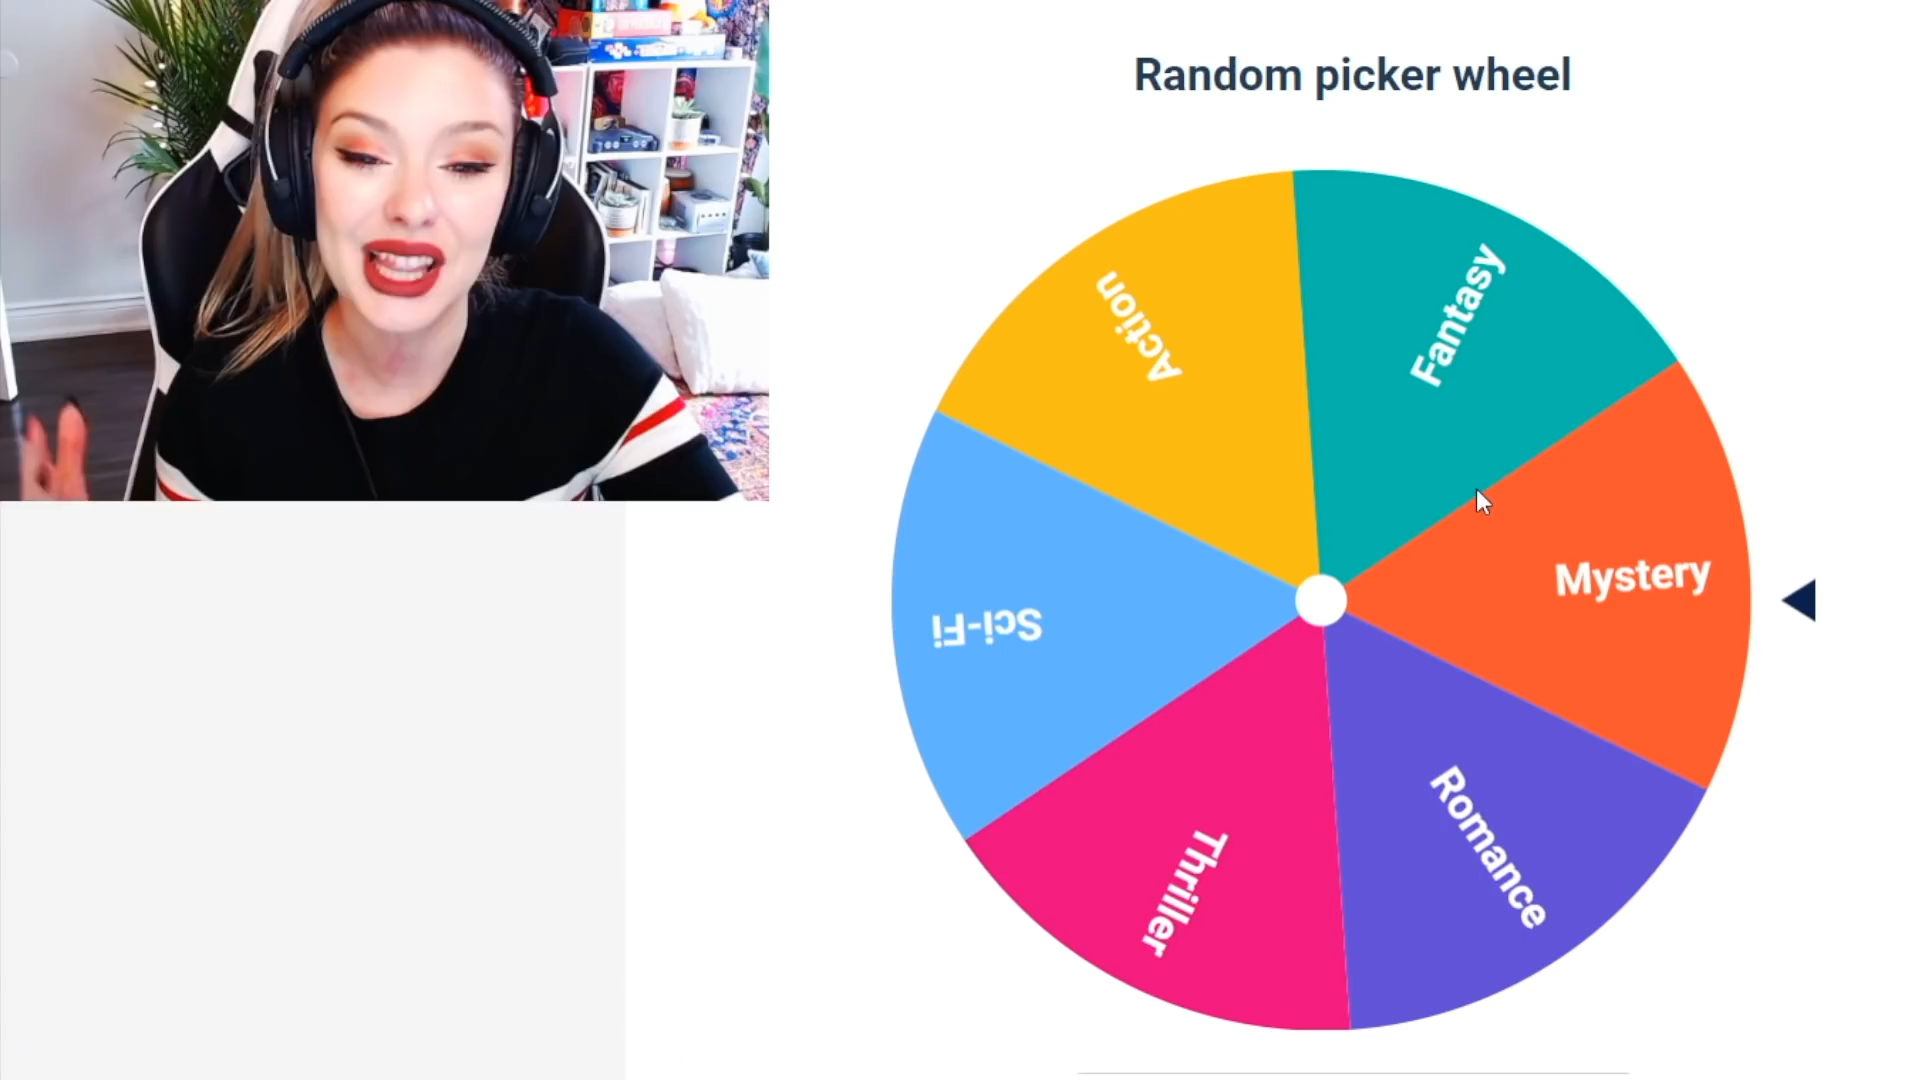 Random picker wheel
Action
Fantasy
Sci-Fi
Mystery
Thriller
Romance